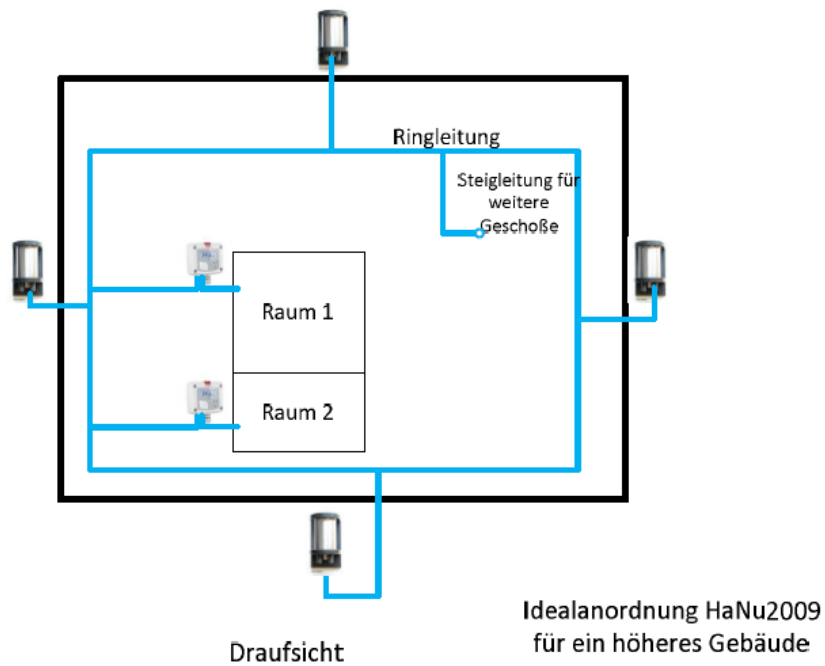 Ringleitung
Steigleitung für
weitere
Geschoße
Raum 1
Raum 2
Draufsicht
Idealanordnung HaNu2009
für ein höheres Gebäude